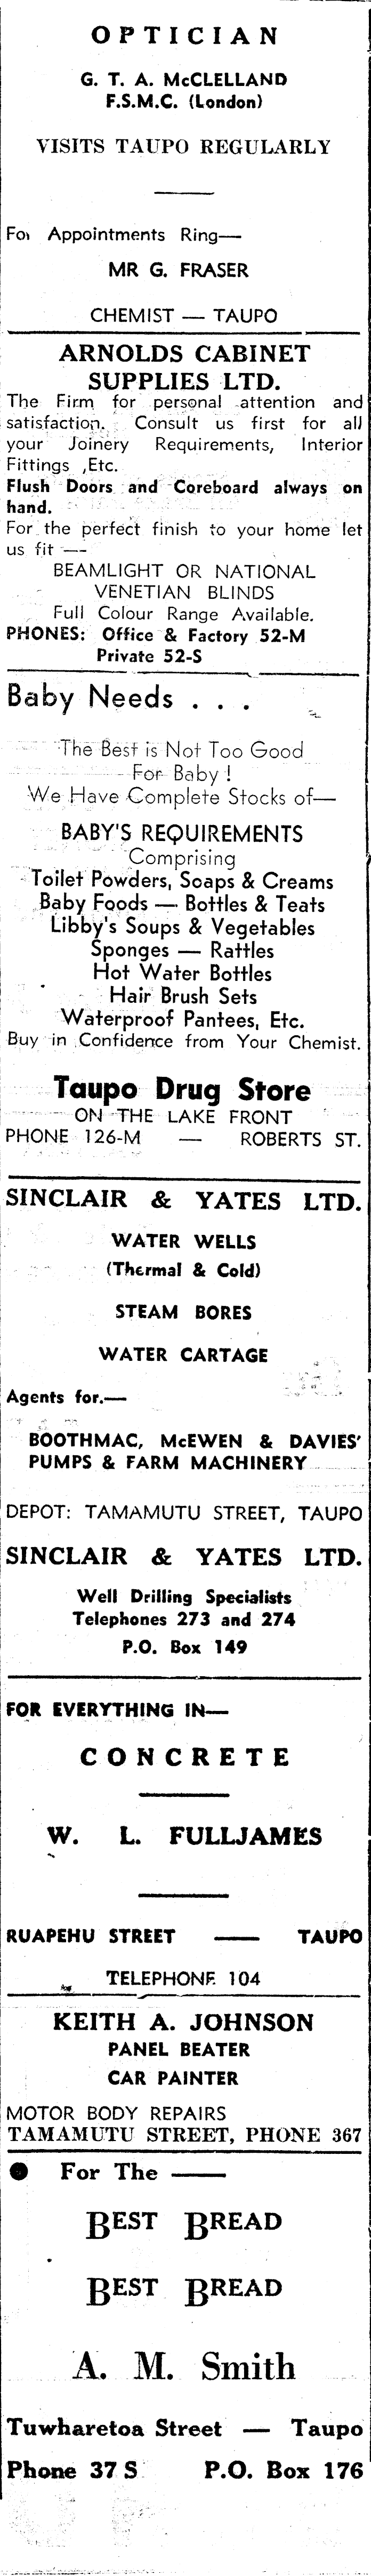 OPTICIAN
G. T. A. McCLELLAND
F.S.M.C. (London)
VISITS TAUPO REGULARLY
For Appointments Ring—
MR G. FRASER
CHEMIST — TAUPO
ARNOLDS CABINET
SUPPLIES LTD.
The Firm for personal attention and
satisfaction. Consult us first for all
your Joinery Requirements, Interior
Fittings ,Etc.
Flush Doors and Coreboard always on
hand.
For the perfect finish to your home let
us fit —
BEAMLIGHT OR NATIONAL
VENETIAN BLINDS
Full Colour Range Available.
PHONES: Office & Factory 52-M
Private 52-S
Baby Needs . . .
The Best is Not Too Good
For Baby !
We Have Complete Stocks of—
BABY'S REQUIREMENTS
Comprising
Toilet Powders, Soaps & Creams
Baby Foods — Bottles & Teats
Libby's Soups & Vegetables
Sponges — Rattles
Hot Water Bottles
Hair Brush Sets
Waterproof Pantees, Etc.
Buy in Confidence from Your Chemist.
Taupo Drug Store
ON THE LAKE FRONT
PHONE 126-M — ROBERTS ST.
SINCLAIR & YATES LTD.
WATER WELLS
(Thermal & Cold)
STEAM BORES
WATER CARTAGE
Agents for.—
BOOTHMAC, McEWEN & DAVIES'
PUMPS & FARM MACHINERY
DEPOT: TAMAMUTU STREET, TAUPO
SINCLAIR & YATES LTD.
Well Drilling Specialists
Telephones 273 and 274
P.O. Box 149
FOR EVERYTHING IN—
CONCRETE
W. L. FULLJAMES
RUAPEHU STREET — TAUPO
TELEPHONE 104
KEITH A. JOHNSON
PANEL BEATER
CAR PAINTER
MOTOR BODY REPAIRS
TAMAMUTU STREET, PHONE 367
● For The —
BEST BREAD
BEST BREAD
A. M. Smith
Tuwharetoa Street — Taupo
Phone 37 S P.O. Box 176